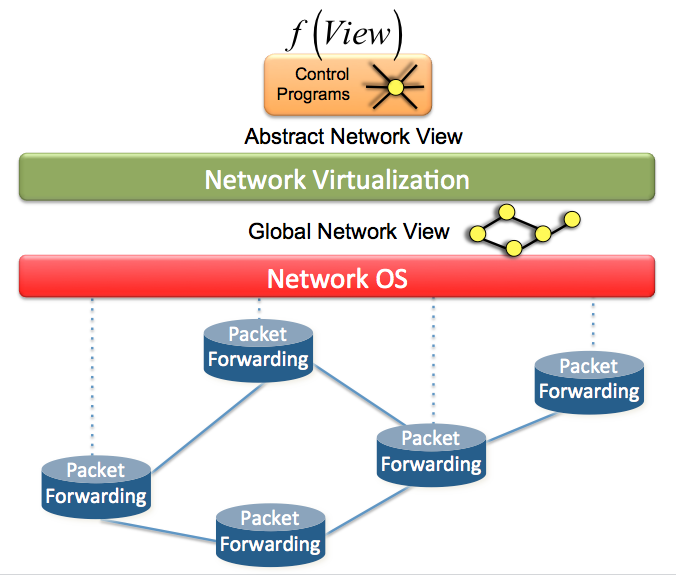 f (View)
Control
Programs
Abstract Network View
Network Virtualization
Global Network View
Network OS
Packet
Forwarding
Packet
Forwarding
Packet
Forwarding
Packet
Forwarding
Packet
Forwarding